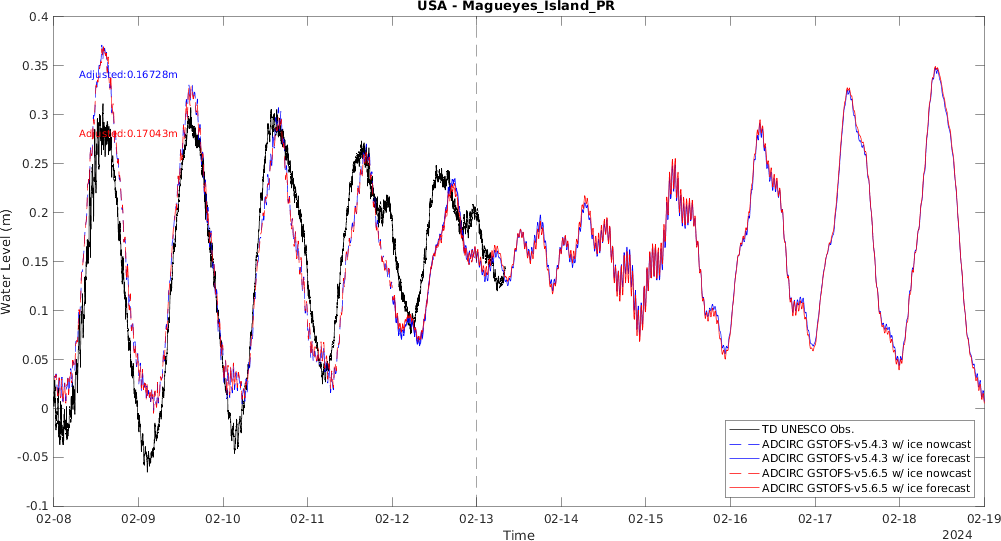 USA - Magueyes_Island_PR
0.4
0.35
0.3
0.25
0.2
0.15
0.1
0.05
0
-0.05
-0.1
Water Level (m)
Adjusted:0.16728m
Adjusted:0.17043m
TD UNESCO Obs.
ADCIRC GSTOFS-v5.4.3 w/ ice nowcast
ADCIRC GSTOFS-v5.4.3 w/ ice forecast
ADCIRC GSTOFS-v5.6.5 w/ ice nowcast
ADCIRC GSTOFS-v5.6.5 w/ ice forecast
02-08 02-09 02-10 02-11 02-12 02-13 02-14 02-15 02-16 02-17 02-18 02-19
Time
2024